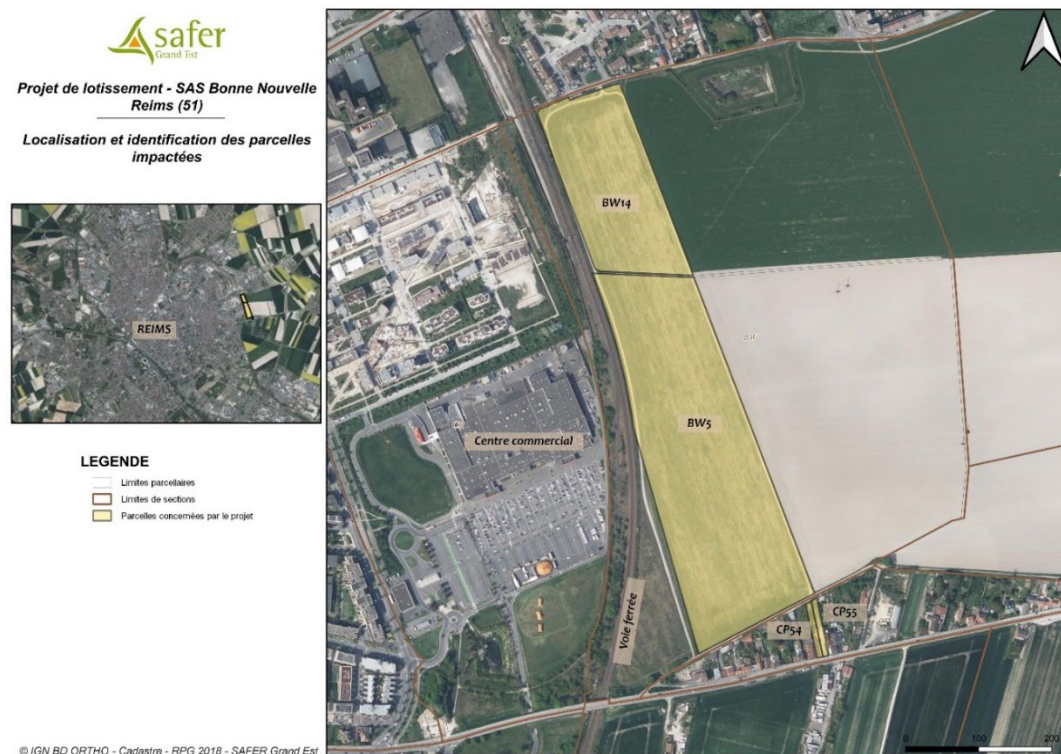 safer
Grand Est
Projet de lotissement - SAS Bonne Nouvelle
Reims (51)
Localisation et identification des parcelles
impactées
REIMS
LEGENDE
Limites parcellaires
Limites de sections
Parcelles concernées par le projet
© IGN BD ORTHO - Cadastre - RPG 2018 - SAFER Grand Est
BW14
BW
BW5
Centre commercial
Voie ferrée
CP54
CP55
0
100
200